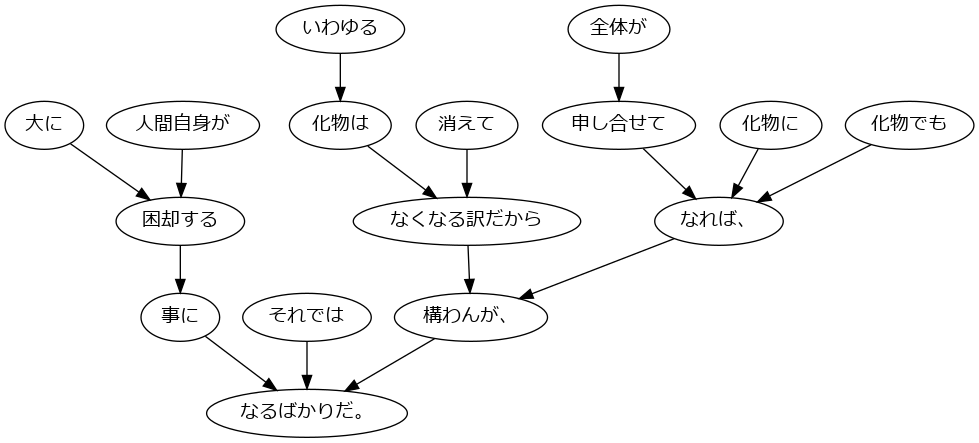 いわゆる
全体が
大に
人間自身が
化物は
消えて
申し合せて
化物に
化物でも
困却する
なくなる訳だから
なれば、
事に
それでは
構わんが、
なるばかりだ。